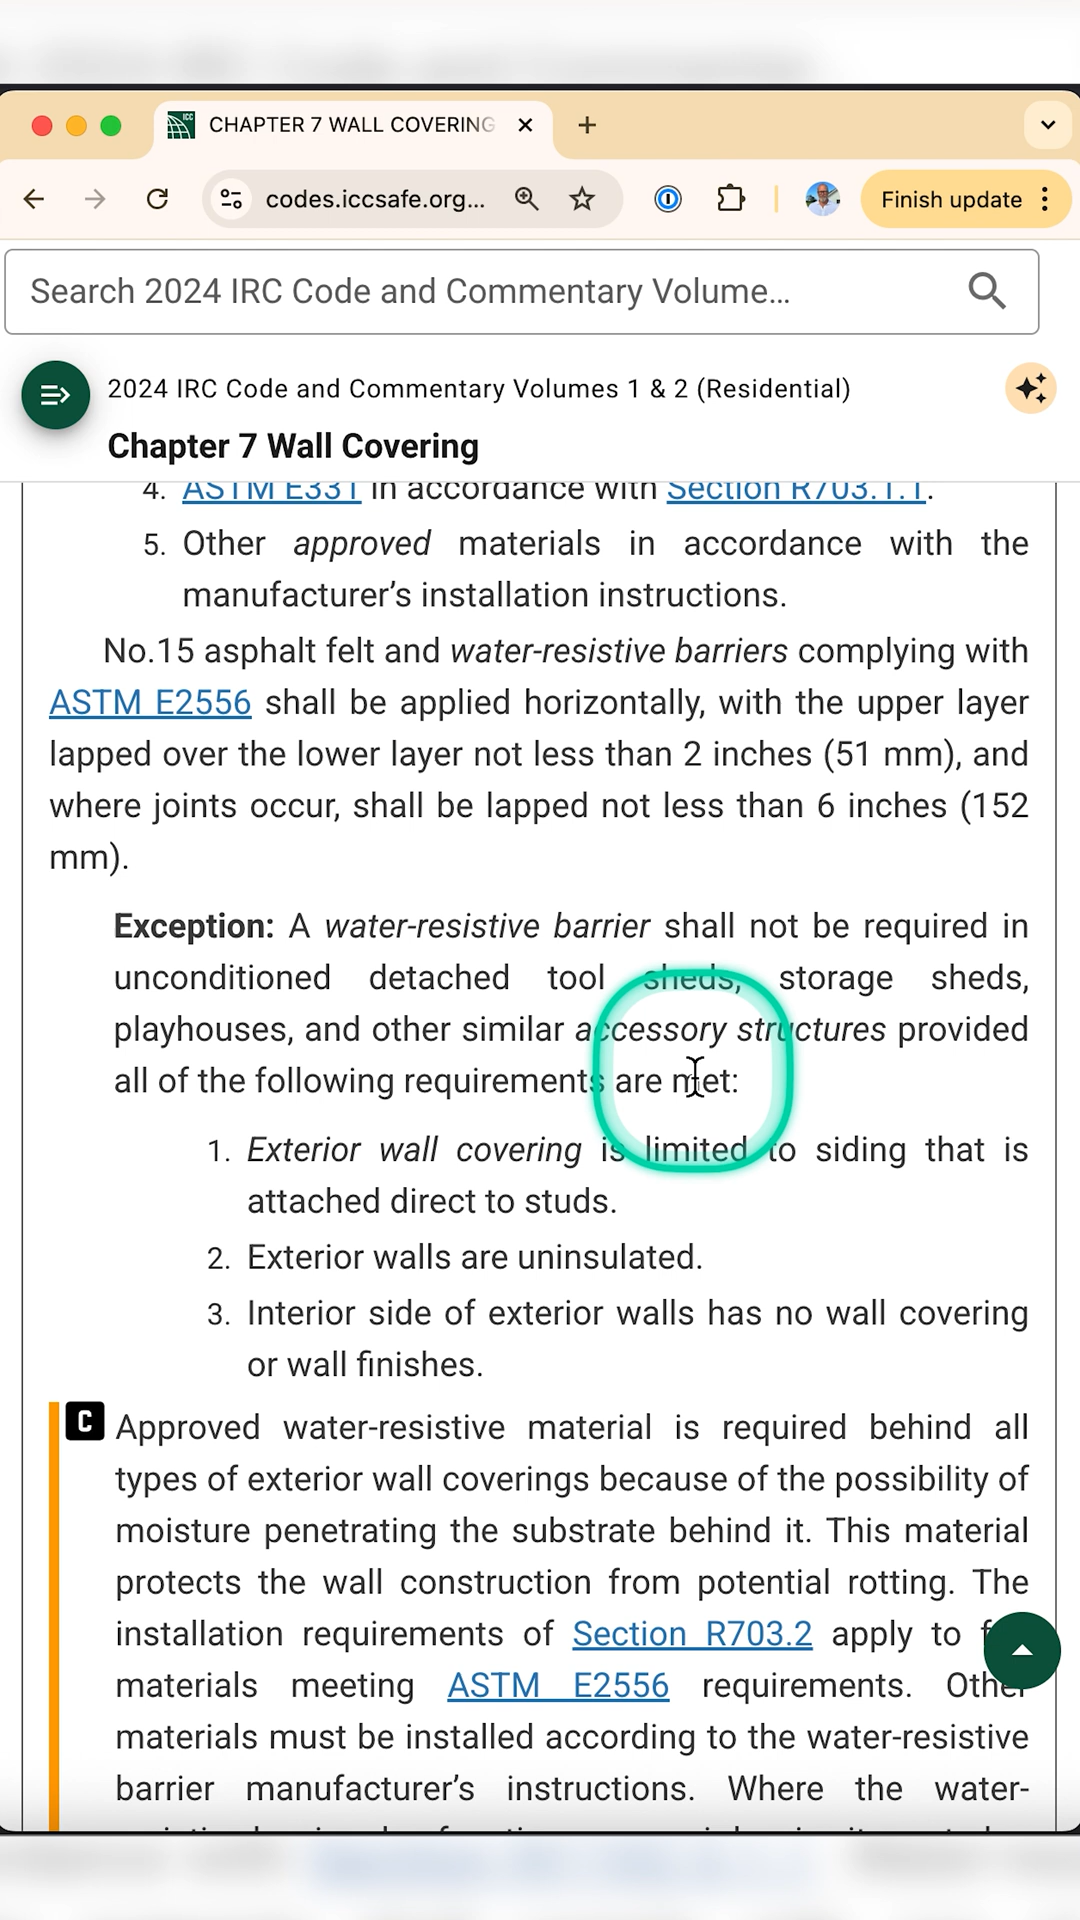 CHAPTER 7 WALL COVERING
codes.iccsafe.org...
Finish update
Search 2024 IRC Code and Commentary Volume...
2024 IRC Code and Commentary Volumes 1 & 2 (Residential)
Chapter 7 Wall Covering
4. ASTM E331 in accordance with Section R703.1.1.
5. Other approved materials in accordance with the
manufacturer’s installation instructions.
No.15 asphalt felt and water-resistive barriers complying with
ASTM E2556 shall be applied horizontally, with the upper layer
lapped over the lower layer not less than 2 inches (51 mm), and
where joints occur, shall be lapped not less than 6 inches (152
mm).
Exception: A water-resistive barrier shall not be required in
unconditioned detached tool sheds, storage sheds,
playhouses, and other similar accessory structures provided
all of the following requirements are met:
1. Exterior wall covering is limited to siding that is
attached direct to studs.
2. Exterior walls are uninsulated.
3. Interior side of exterior walls has no wall covering
or wall finishes.
C Approved water-resistive material is required behind all
types of exterior wall coverings because of the possibility of
moisture penetrating the substrate behind it. This material
protects the wall construction from potential rotting. The
installation requirements of Section R703.2 apply to
materials meeting ASTM E2556 requirements. Other
materials must be installed according to the water-resistive
barrier manufacturer’s instructions. Where the water-